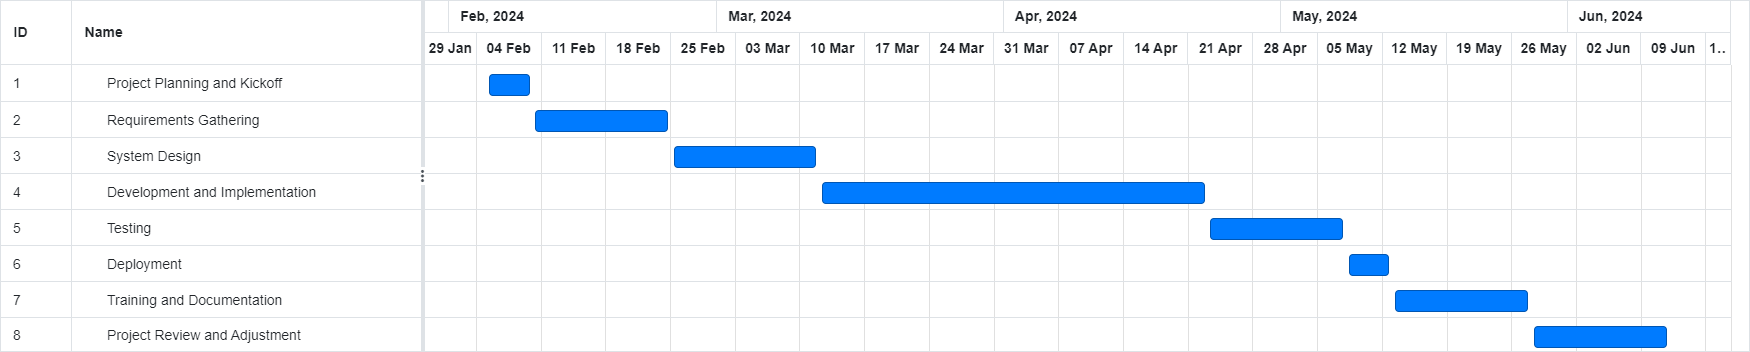 ID Name Feb, 2024 Mar, 2024 Apr, 2024 May, 2024 Jun, 2024
29 Jan 04 Feb 11 Feb 18 Feb 25 Feb 03 Mar 10 Mar 17 Mar 24 Mar 31 Mar 07 Apr 14 Apr 21 Apr 28 Apr 05 May 12 May 19 May 26 May 02 Jun 09 Jun 1..
1 Project Planning and Kickoff
2 Requirements Gathering
3 System Design
4 Development and Implementation
5 Testing
6 Deployment
7 Training and Documentation
8 Project Review and Adjustment